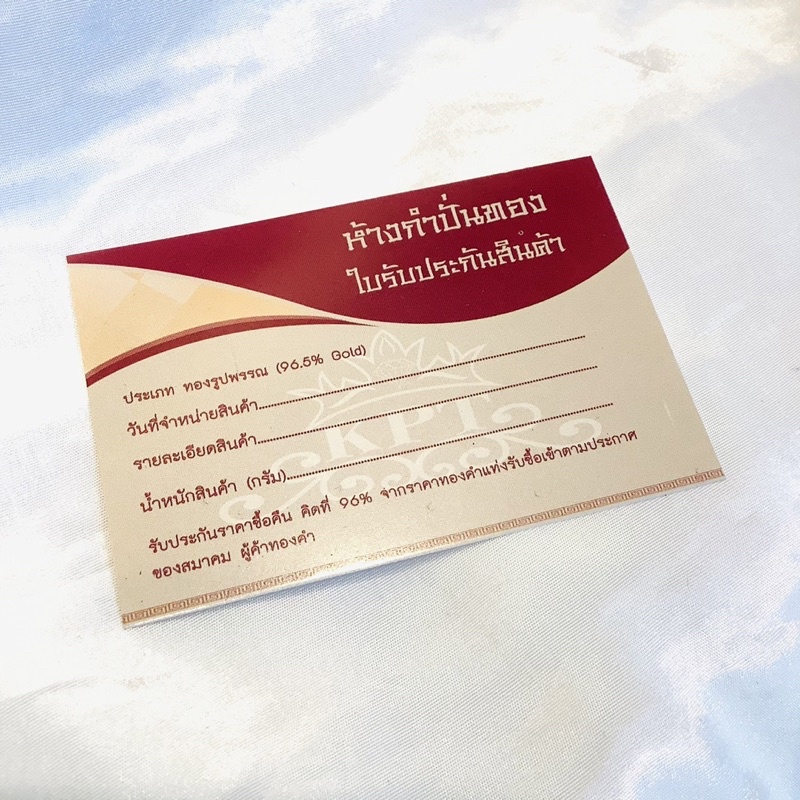 ห้างกำปั่นทอง
ใบรับประกันสินค้า
ประเภท ทองรูปพรรณ (96.5% Gold)
วันที่จำหน่ายสินค้า
รายละเอียดสินค้า
น้ำหนักสินค้า (กรัม)
รับประกันราคาซื้อคืน คิดที่ 96% จากราคาทองคำแท่งรับซื้อเข้าตามประกาศ
ของสมาคม ผู้ค้าทองคำ
KPT